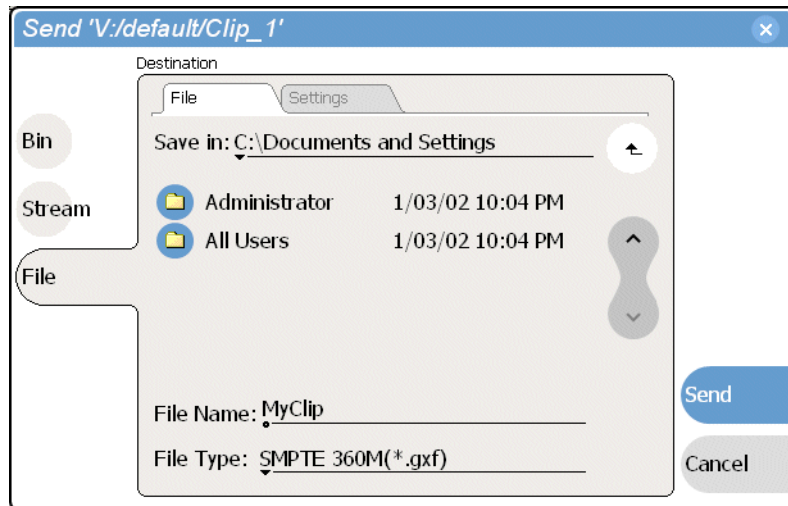 Send 'V:/default/Clip_1'
Destination
File
Settings
Bin
Save in: C:\Documents and Settings
Stream
Administrator 1/03/02 10:04 PM
All Users 1/03/02 10:04 PM
File
Send
File Name: MyClip
File Type: SMPTE 360M(*.gxf)
Cancel